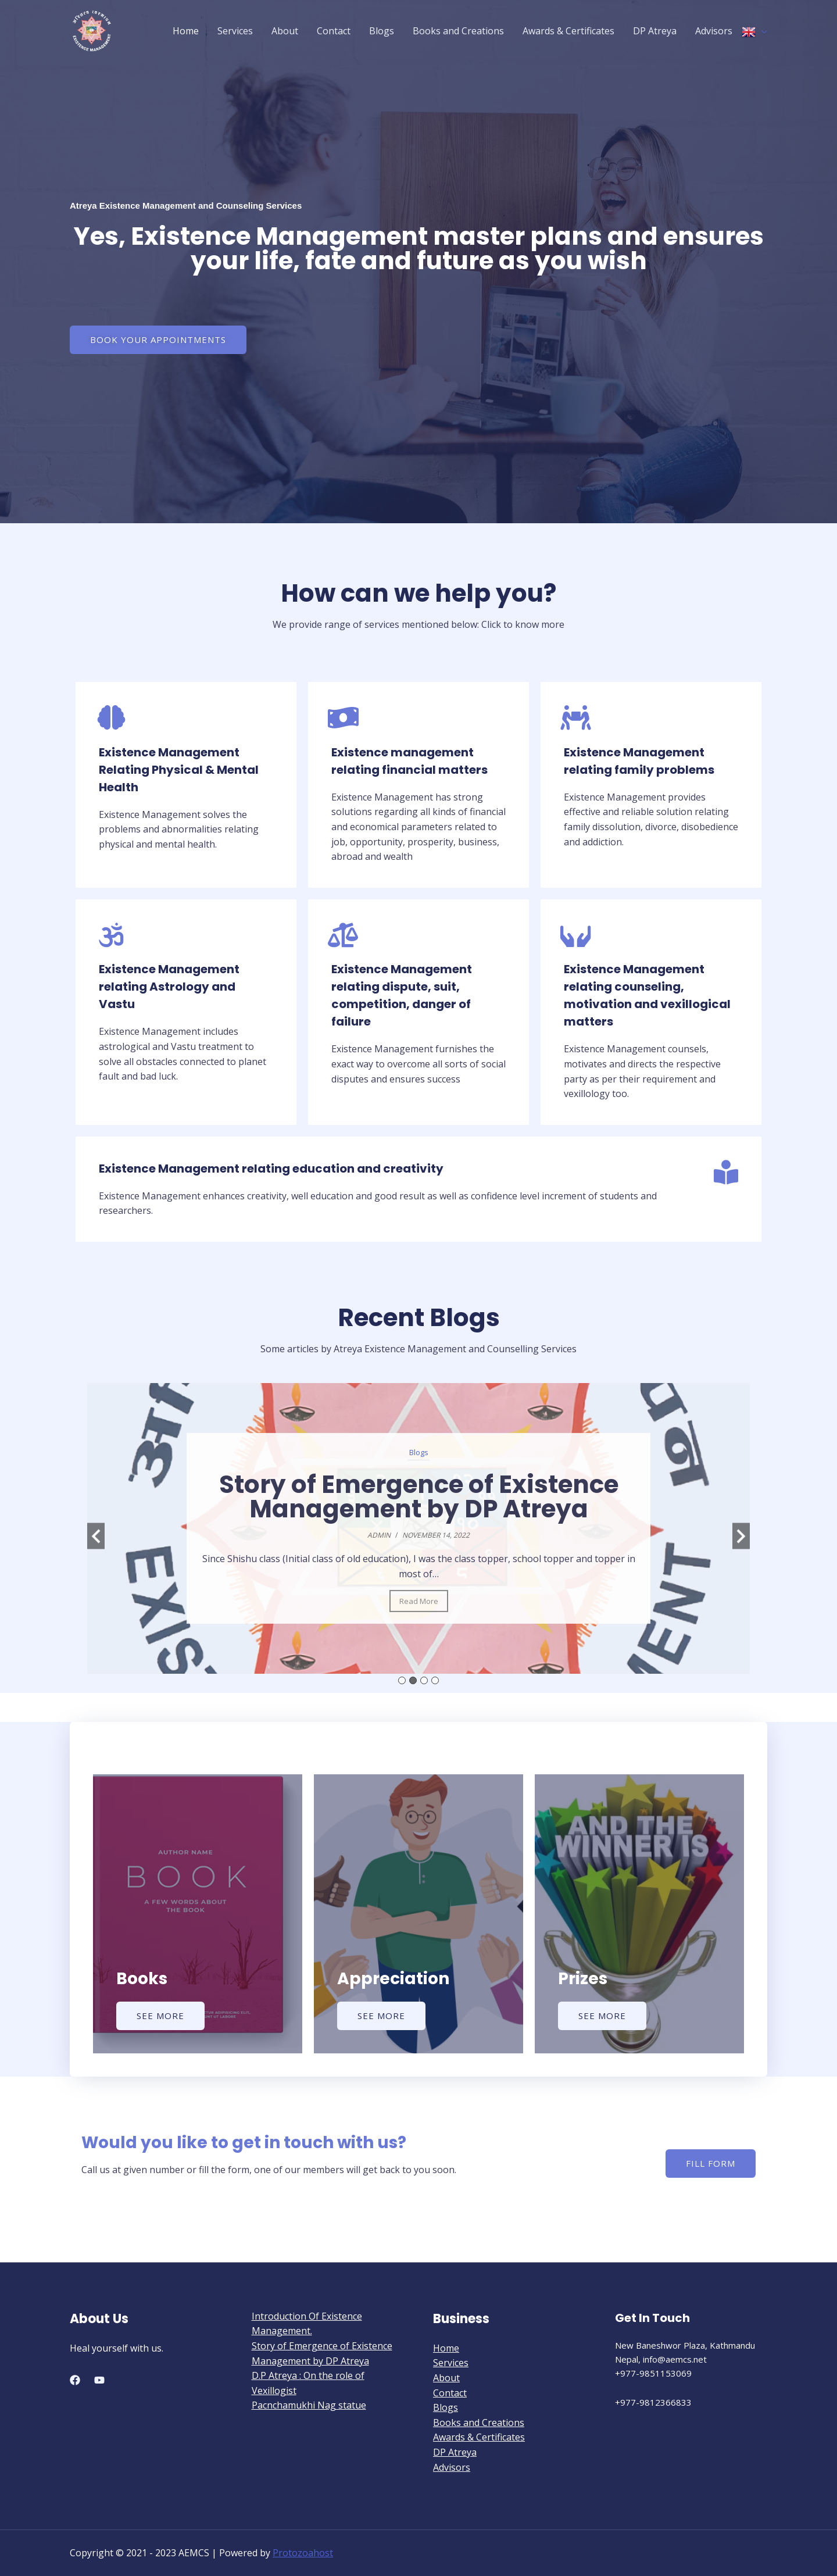 Home
Services
About
Contact
Blogs
Books and Creations
Awards & Certificates
DP Atreya
Advisors
Atreya Existence Management and Counseling Services
Yes, Existence Management master plans and ensures
your life, fate and future as you wish
BOOK YOUR APPOINTMENTS
How can we help you?
We provide range of services mentioned below: Click to know more
Existence Management
Relating Physical & Mental
Health
Existence Management solves the
problems and abnormalities relating
physical and mental health.
Existence management
relating financial matters
Existence Management has strong
solutions regarding all kinds of financial
and economical parameters related to
job, opportunity, prosperity, business,
abroad and wealth
Existence Management
relating family problems
Existence Management provides
effective and reliable solution relating
family dissolution, divorce, disobedience
and addiction.
Existence Management
relating Astrology and
Vastu
Existence Management includes
astrological and Vastu treatment to
solve all obstacles connected to planet
fault and bad luck.
Existence Management
relating dispute, suit,
competition, danger of
failure
Existence Management furnishes the
exact way to overcome all sorts of social
disputes and ensures success
Existence Management
relating counseling,
motivation and vexillogical
matters
Existence Management counsels,
motivates and directs the respective
party as per their requirement and
vexillology too.
Existence Management relating education and creativity
Existence Management enhances creativity, well education and good result as well as confidence level increment of students and
researchers.
Recent Blogs
Some articles by Atreya Existence Management and Counselling Services
Blogs
Story of Emergence of Existence
Management by DP Atreya
ADMIN / NOVEMBER 14, 2022
Since Shishu class (Initial class of old education), I was the class topper, school topper and topper in
most of…
Read More
AUTHOR NAME
BOOK
A FEW WORDS ABOUT
THE BOOK
Books
SEE MORE
Appreciation
SEE MORE
AND THE
WINNER IS
Prizes
SEE MORE
Would you like to get in touch with us?
Call us at given number or fill the form, one of our members will get back to you soon.
FILL FORM
About Us
Heal yourself with us.
Introduction Of Existence
Management.
Story of Emergence of Existence
Management by DP Atreya
D.P Atreya : On the role of
Vexillogist
Pacnchamukhi Nag statue
Business
Home
Services
About
Contact
Blogs
Books and Creations
Awards & Certificates
DP Atreya
Advisors
Get In Touch
New Baneshwor Plaza, Kathmandu
Nepal, info@aemcs.net
+977-9851153069
+977-9812366833
Copyright © 2021 - 2023 AEMCS | Powered by Protozoahost